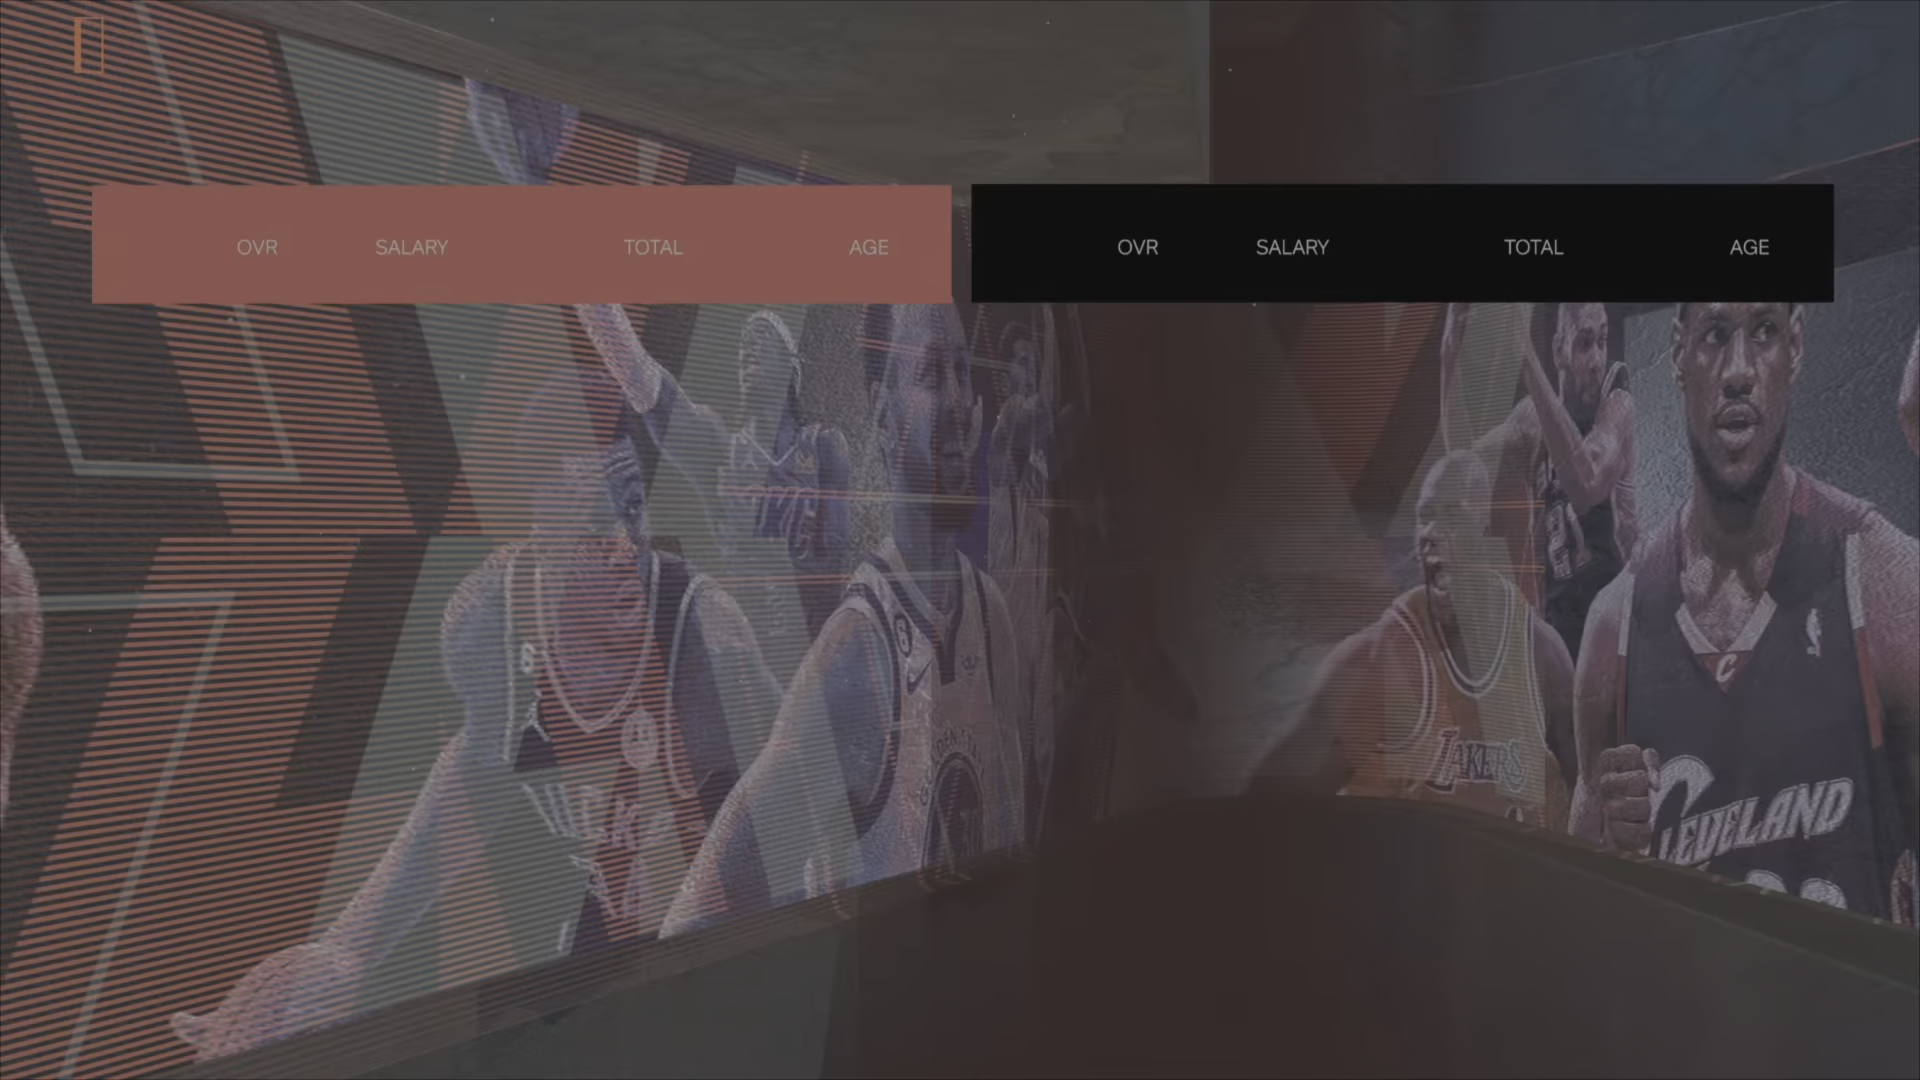 OVR SALARY TOTAL AGE
OVR SALARY TOTAL AGE
LAKERS
C
CLEVELAND